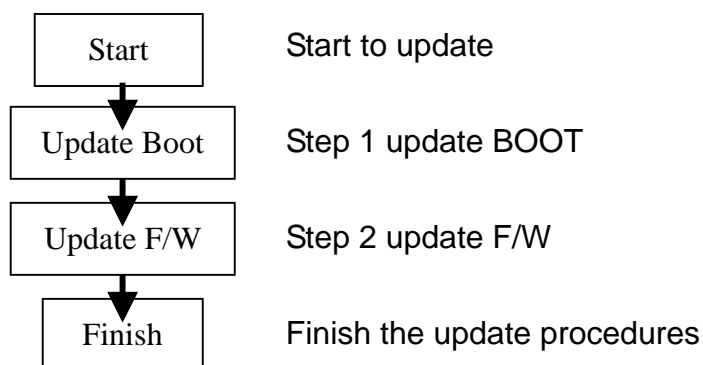 Start Start to update
Update Boot Step 1 update BOOT
Update F/W Step 2 update F/W
Finish Finish the update procedures